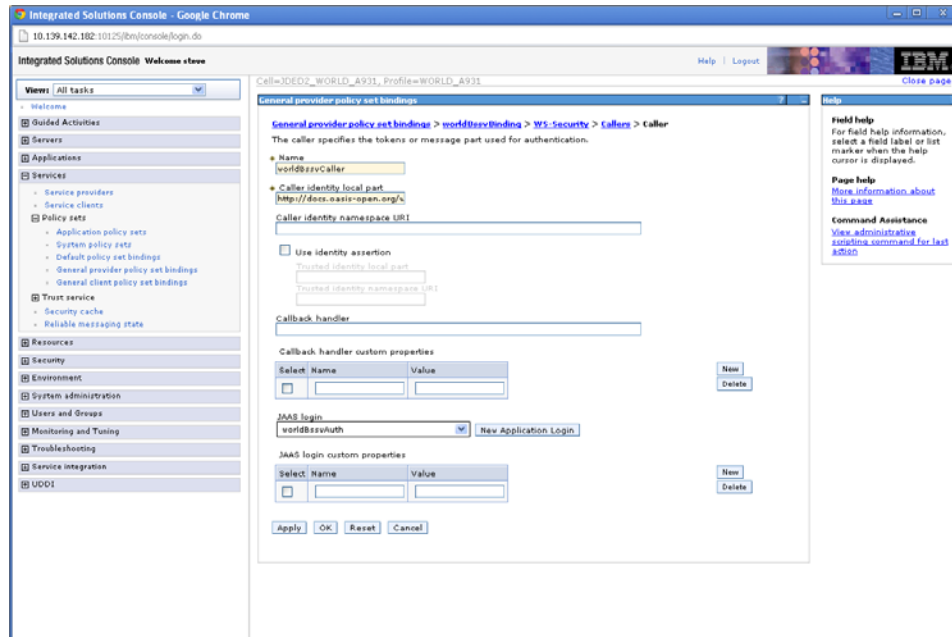 Integrated Solutions Console - Google Chrome
10.139.142.182:10125/ibm/console/login.do
Integrated Solutions Console Welcome steve
Help | Logout
IBM.
Cell=JDED2_WORLD_A931, Profile=WORLD_A931
Close page
View: All tasks
Welcome
Guided Activities
Servers
Applications
Services
Service providers
Service clients
Policy sets
Application policy sets
System policy sets
Default policy set bindings
General provider policy set bindings
General client policy set bindings
Trust service
Security cache
Reliable messaging state
Resources
Security
Environment
System administration
Users and Groups
Monitoring and Tuning
Troubleshooting
Service integration
UDDI
General provider policy set bindings ? _
General provider policy set bindings > worldBssvBinding > WS-Security > Callers > Caller
The caller specifies the tokens or message part used for authentication.
* Name
worldBssvCaller
* Caller identity local part
http://docs.oasis-open.org/w
Caller identity namespace URI
Use identity assertion
Trusted identity local part
Trusted identity namespace URI
Callback handler
Callback handler custom properties
Select Name Value
New
Delete
JAAS login
worldBssvAuth
New Application Login
JAAS login custom properties
Select Name Value
New
Delete
Apply OK Reset Cancel
Help
Field help
For field help information,
select a field label or list
marker when the help
cursor is displayed.
Page help
More information about
this page
Command Assistance
View administrative
scripting command for last
action